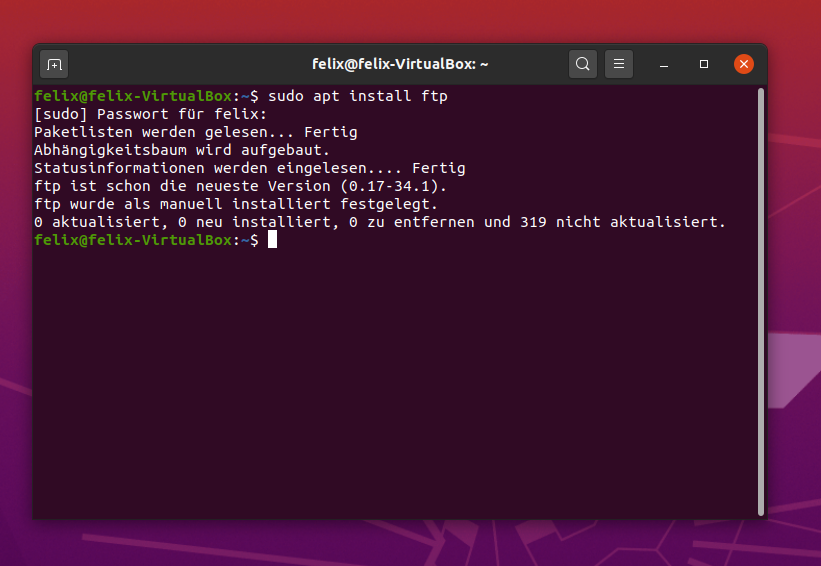 felix@felix-VirtualBox: ~
felix@felix-VirtualBox:~$ sudo apt install ftp
[sudo] Passwort für felix:
Paketlisten werden gelesen... Fertig
Abhängigkeitsbaum wird aufgebaut.
Statusinformationen werden eingelesen.... Fertig
ftp ist schon die neueste Version (0.17-34.1).
ftp wurde als manuell installiert festgelegt.
0 aktualisiert, 0 neu installiert, 0 zu entfernen und 319 nicht aktualisiert.
felix@felix-VirtualBox:~$